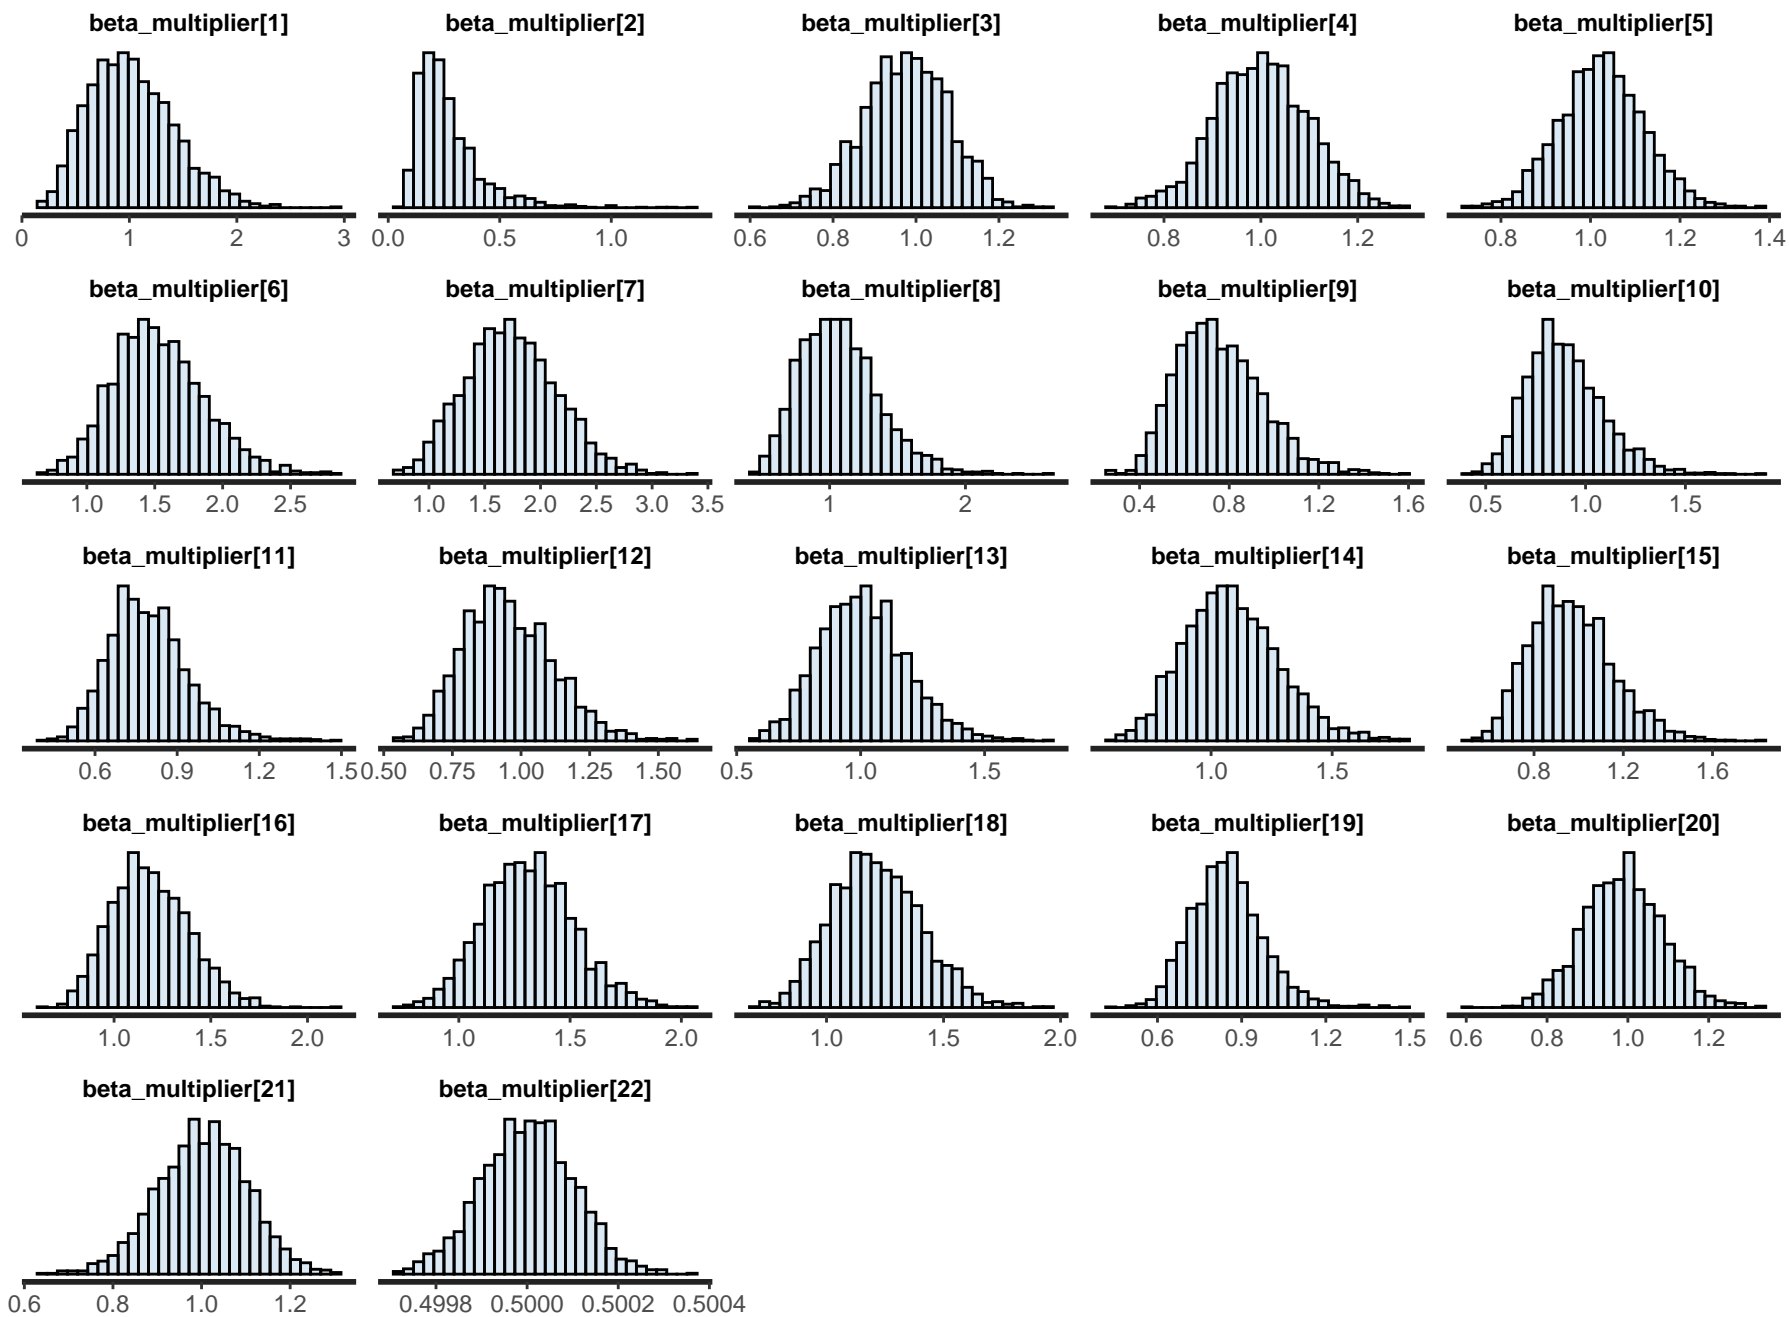 beta_multiplier[1] beta_multiplier[2] beta_multiplier[3] beta_multiplier[4] beta_multiplier[5]
0 1 2 3 0.0 0.5 1.0 0.6 0.8 1.0 1.2 0.8 1.0 1.2 0.8 1.0 1.2 1.4
beta_multiplier[6] beta_multiplier[7] beta_multiplier[8] beta_multiplier[9] beta_multiplier[10]
1.0 1.5 2.0 2.5 1.0 1.5 2.0 2.5 3.0 3.5 1 2 0.4 0.8 1.2 1.6 0.5 1.0 1.5
beta_multiplier[11] beta_multiplier[12] beta_multiplier[13] beta_multiplier[14] beta_multiplier[15]
0.6 0.9 1.2 1.5 0.50 0.75 1.00 1.25 1.50 0.5 1.0 1.5 1.0 1.5 0.8 1.2 1.6
beta_multiplier[16] beta_multiplier[17] beta_multiplier[18] beta_multiplier[19] beta_multiplier[20]
1.0 1.5 2.0 1.0 1.5 2.0 1.0 1.5 2.0 0.6 0.9 1.2 1.5 0.6 0.8 1.0 1.2
beta_multiplier[21] beta_multiplier[22]
0.6 0.8 1.0 1.2 0.4998 0.5000 0.5002 0.5004